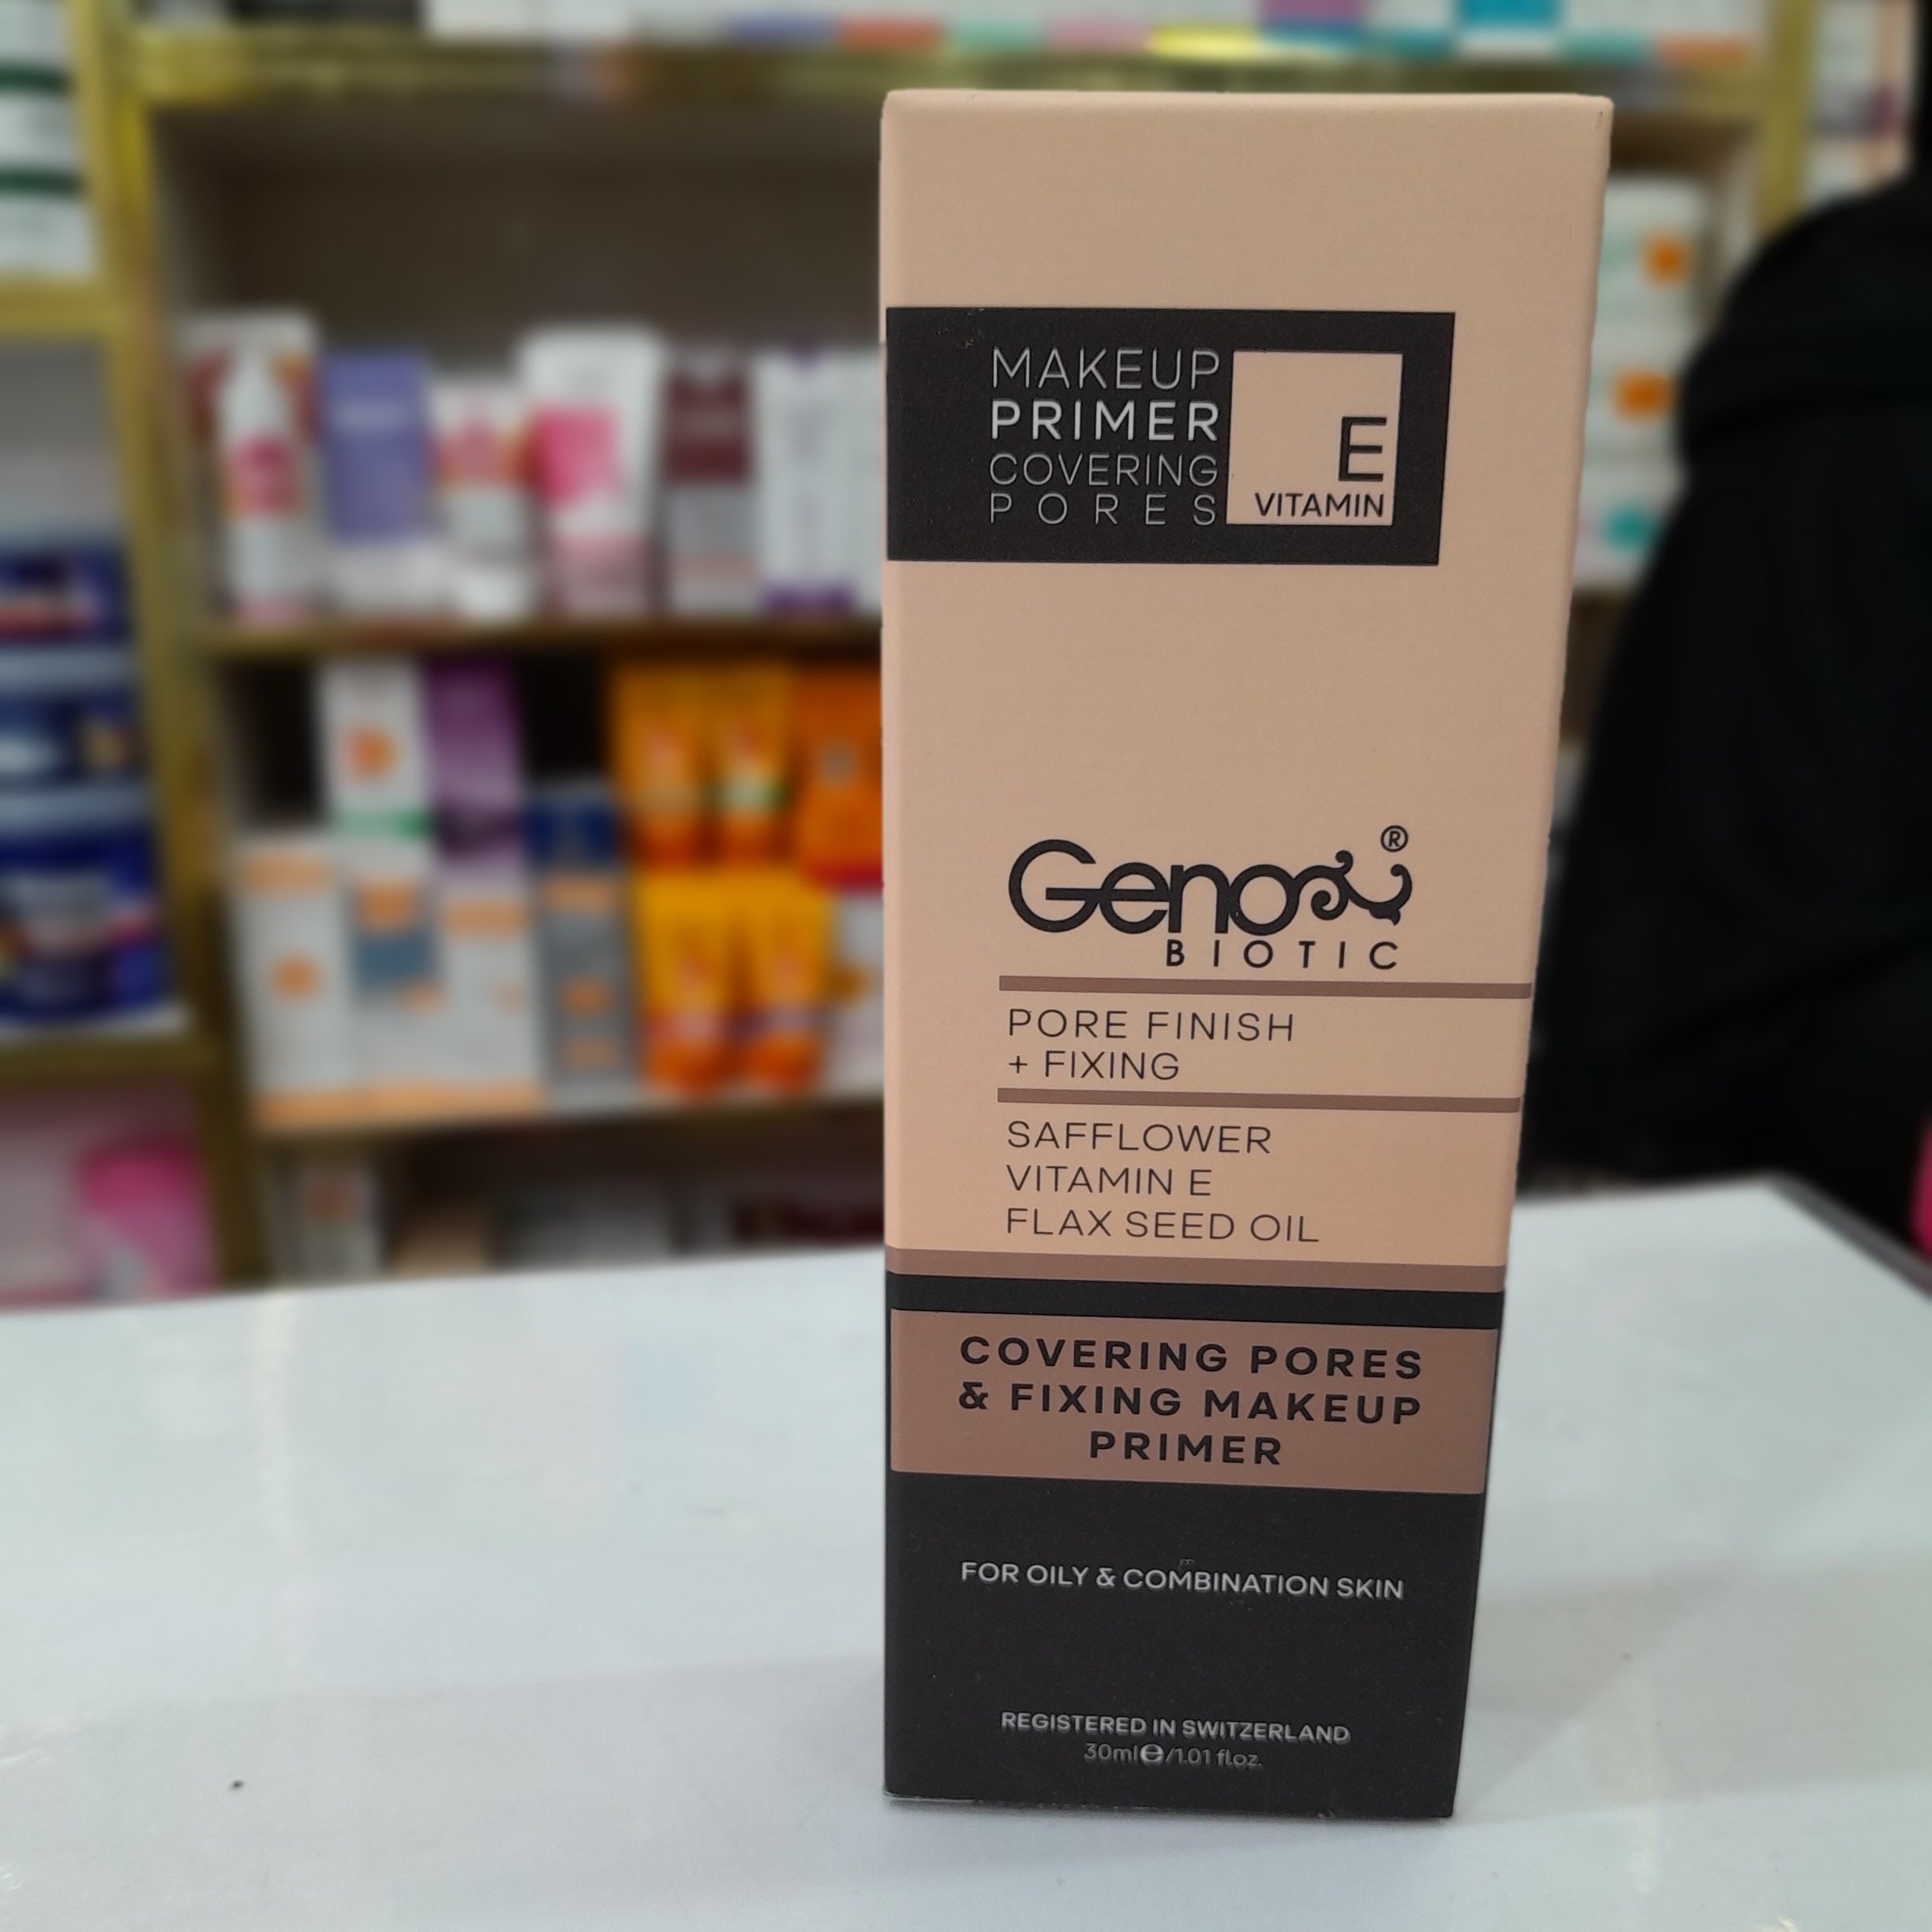 MAKEUP
PRIMER
COVERING
PORES
E
VITAMIN
Geno
®
BIOTIC
PORE FINISH
+ FIXING
SAFFLOWER
VITAMIN E
FLAX SEED OIL
COVERING PORES
& FIXING MAKEUP
PRIMER
FOR OILY & COMBINATION SKIN
REGISTERED IN SWITZERLAND
30ml℮/1.01 fl.oz.